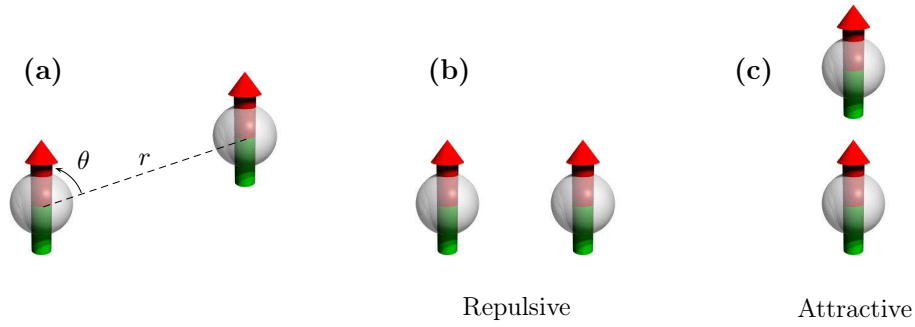 (a)
(b)
(c)
θ
r
Repulsive
Attractive